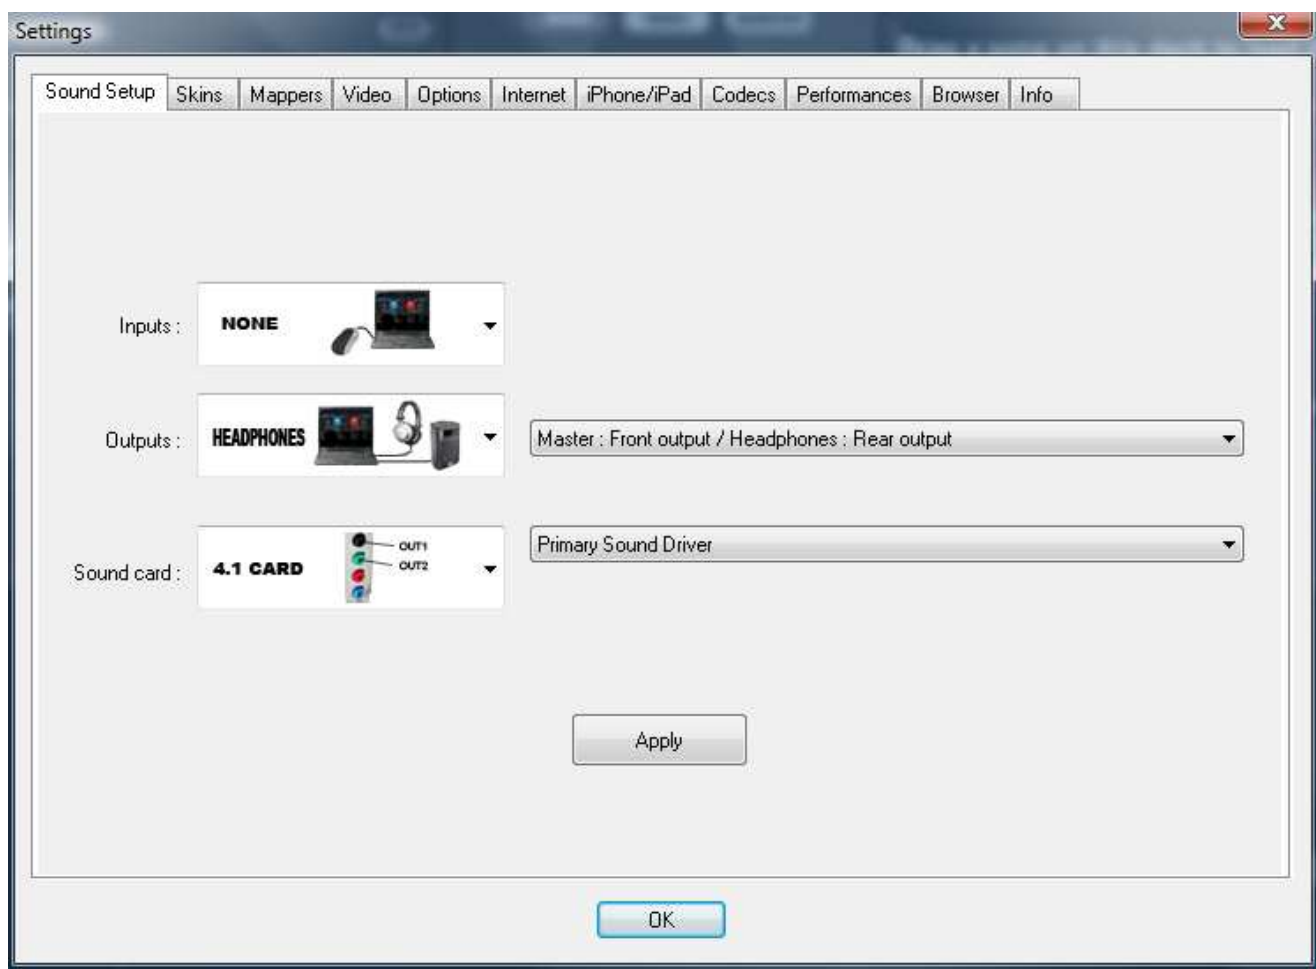 Settings
Sound Setup Skins Mappers Video Options Internet iPhone/iPad Codecs Performances Browser Info
Inputs : NONE
Outputs : HEADPHONES Master : Front output / Headphones : Rear output
Sound card : 4.1 CARD OUT1 OUT2 Primary Sound Driver
Apply
OK